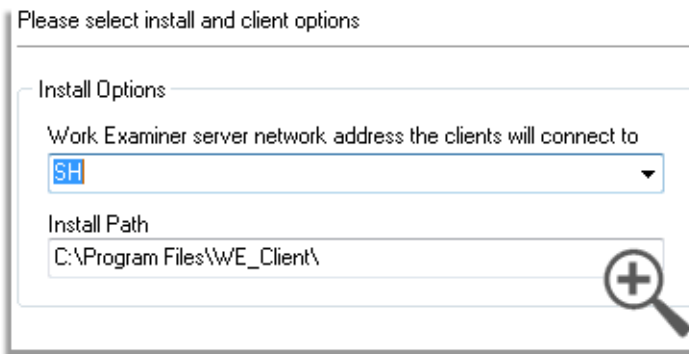 Please select install and client options
Install Options
Work Examiner server network address the clients will connect to
SH
Install Path
C:\Program Files\WE_Client\